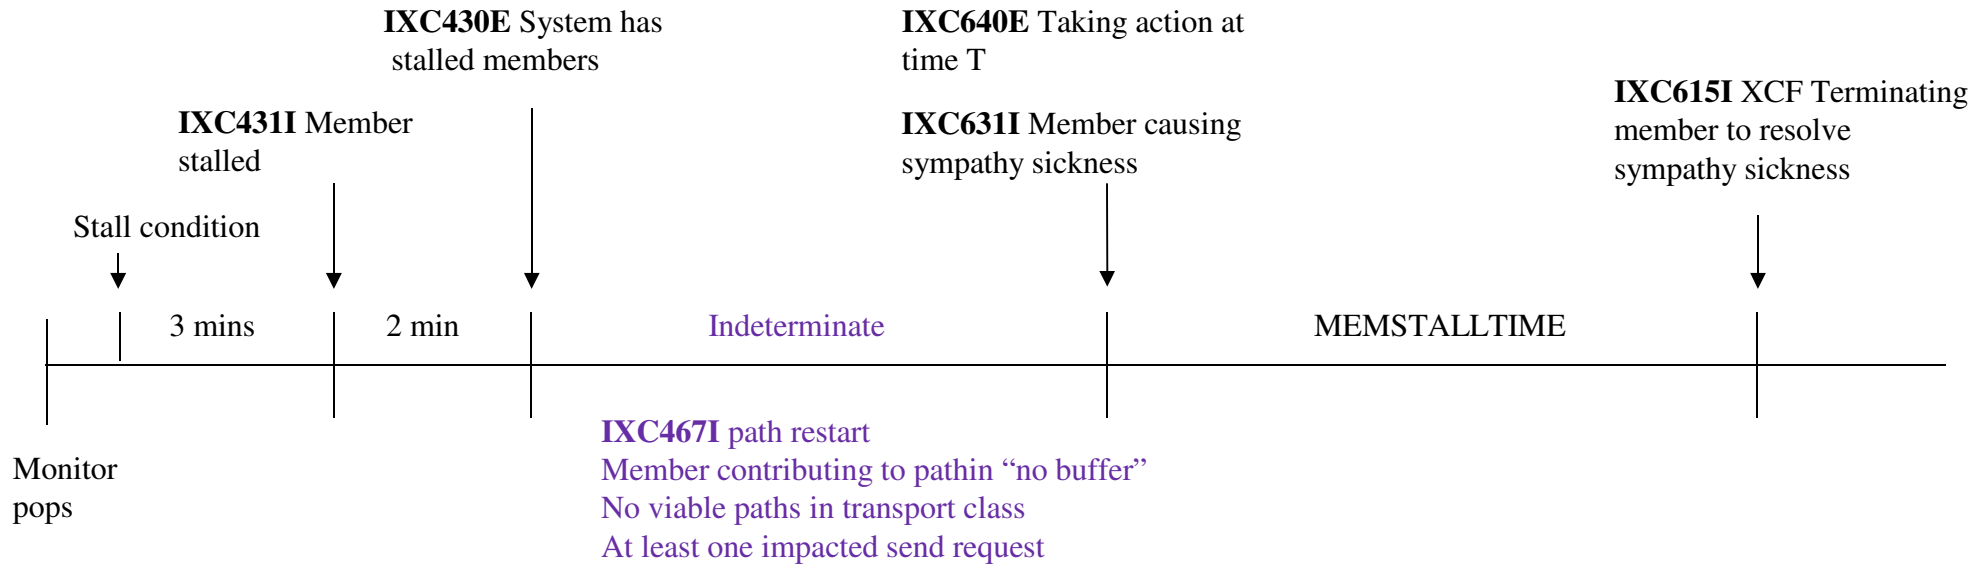 IXC430E System has
stalled members
IXC640E Taking action at
time T
IXC615I XCF Terminating
member to resolve
sympathy sickness
IXC431I Member
stalled
IXC631I Member causing
sympathy sickness
Stall condition
3 mins
2 min
Indeterminate
MEMSTALLTIME
IXC467I path restart
Member contributing to pathin “no buffer”
No viable paths in transport class
At least one impacted send request
Monitor
pops